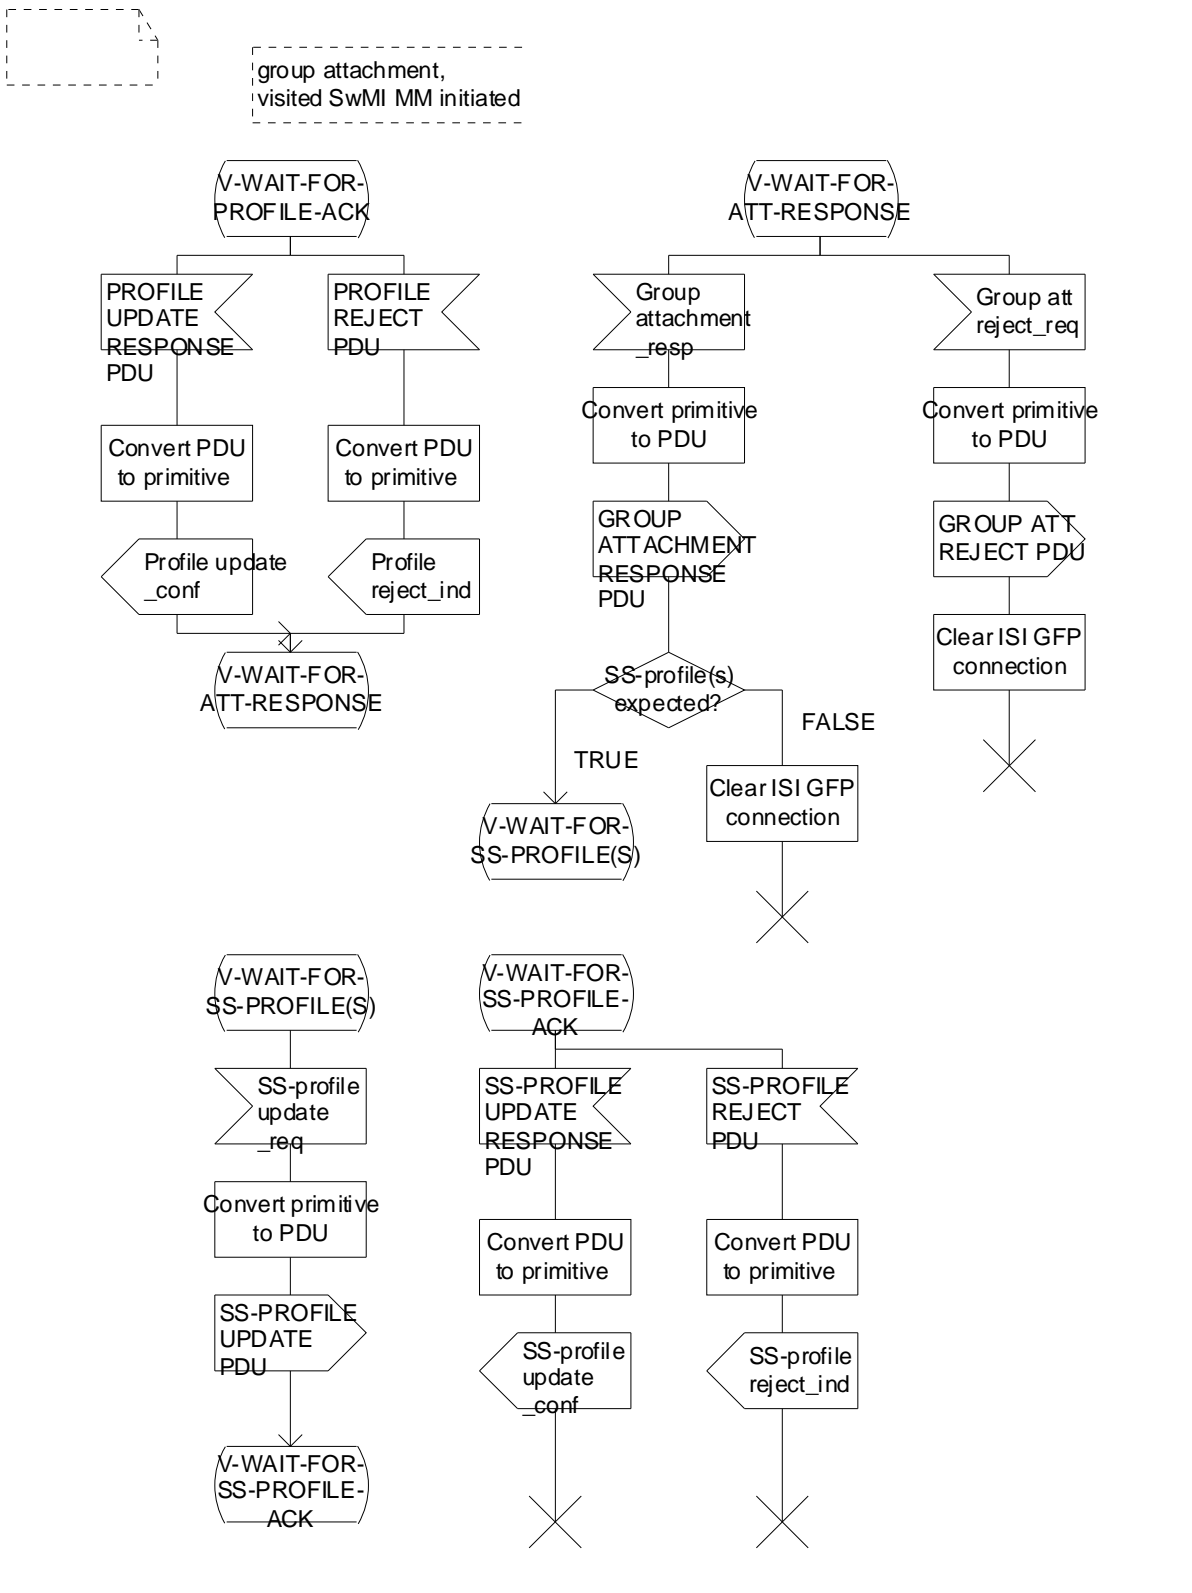 group attachment,
visited SwMI MM initiated
V-WAIT-FOR-
PROFILE-ACK
PROFILE
UPDATE
RESPONSE
PDU
PROFILE
REJECT
PDU
Convert PDU
to primitive
Convert PDU
to primitive
Profile update
_conf
Profile
reject_ind
V-WAIT-FOR-
ATT-RESPONSE
V-WAIT-FOR-
ATT-RESPONSE
Group
attachment
_resp
Group att
reject_req
Convert primitive
to PDU
Convert primitive
to PDU
GROUP
ATTACHMENT
RESPONSE
PDU
GROUP ATT
REJECT PDU
Clear ISI GFP
connection
SS-profile(s)
expected?
FALSE
TRUE
Clear ISI GFP
connection
V-WAIT-FOR-
SS-PROFILE(S)
V-WAIT-FOR-
SS-PROFILE(S)
SS-profile
update
_req
Convert primitive
to PDU
SS-PROFILE
UPDATE
PDU
V-WAIT-FOR-
SS-PROFILE-
ACK
V-WAIT-FOR-
SS-PROFILE-
ACK
SS-PROFILE
UPDATE
RESPONSE
PDU
SS-PROFILE
REJECT
PDU
Convert PDU
to primitive
Convert PDU
to primitive
SS-profile
update
_conf
SS-profile
reject_ind